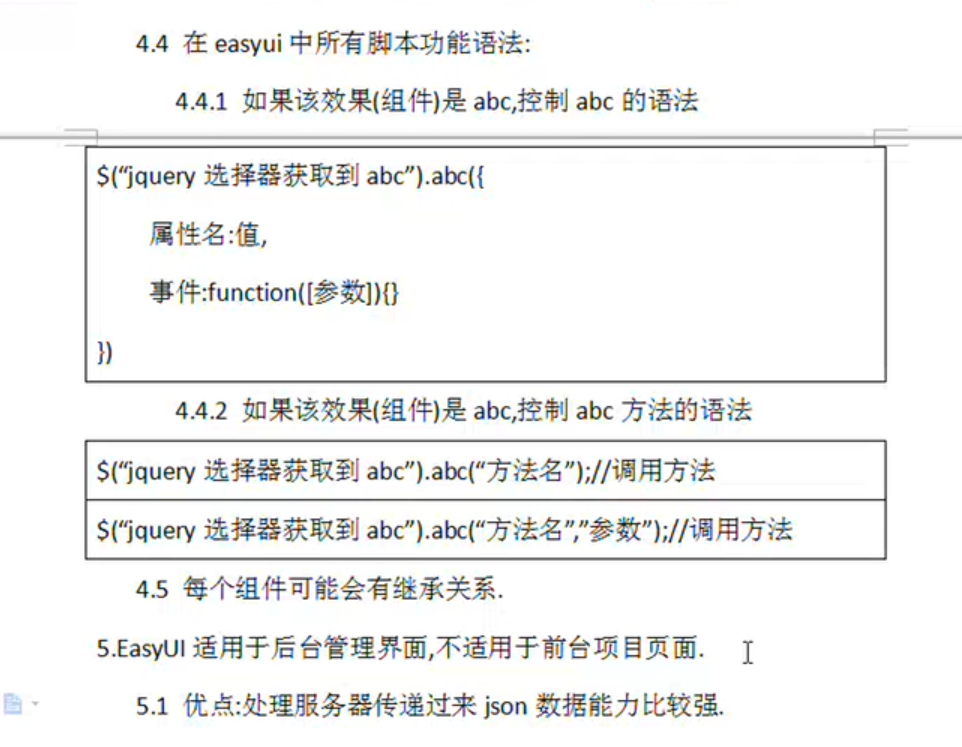 4.4 在 easyui 中所有脚本功能语法:
4.4.1 如果该效果(组件)是 abc,控制 abc 的语法
$(“jquery 选择器获取到 abc”).abc({
属性名:值,
事件:function([参数]){}
})
4.4.2 如果该效果(组件)是 abc,控制 abc 方法的语法
$(“jquery 选择器获取到 abc”).abc(“方法名”);//调用方法
$(“jquery 选择器获取到 abc”).abc(“方法名”,”参数”);//调用方法
4.5 每个组件可能会有继承关系.
5.EasyUI 适用于后台管理界面,不适用于前台项目页面.
5.1 优点:处理服务器传递过来 json 数据能力比较强.